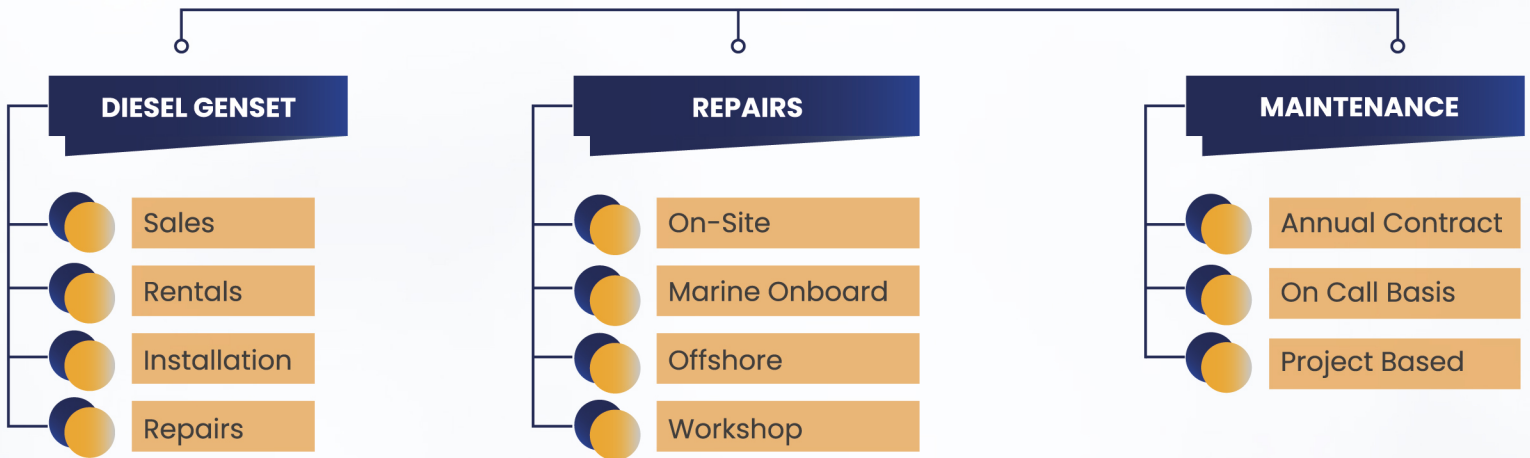 DIESEL GENSET
Sales
Rentals
Installation
Repairs
REPAIRS
On-Site
Marine Onboard
Offshore
Workshop
MAINTENANCE
Annual Contract
On Call Basis
Project Based